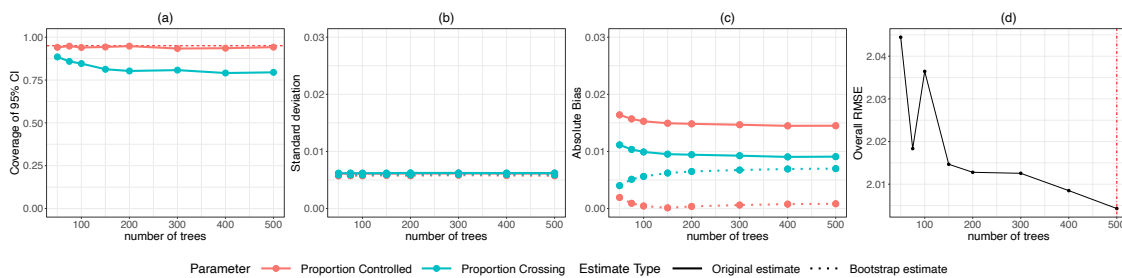 (a)
(b)
(c)
(d)
Coverage of 95% CI
1.00
0.75
0.50
0.25
0.00
100 200 300 400 500
number of trees
Standard deviation
0.03
0.02
0.01
0.00
100 200 300 400 500
number of trees
Absolute Bias
0.03
0.02
0.01
0.00
100 200 300 400 500
number of trees
Overall RMSE
2.04
2.03
2.02
2.01
100 200 300 400 500
number of trees
Parameter Proportion Controlled Proportion Crossing Estimate Type Original estimate Bootstrap estimate